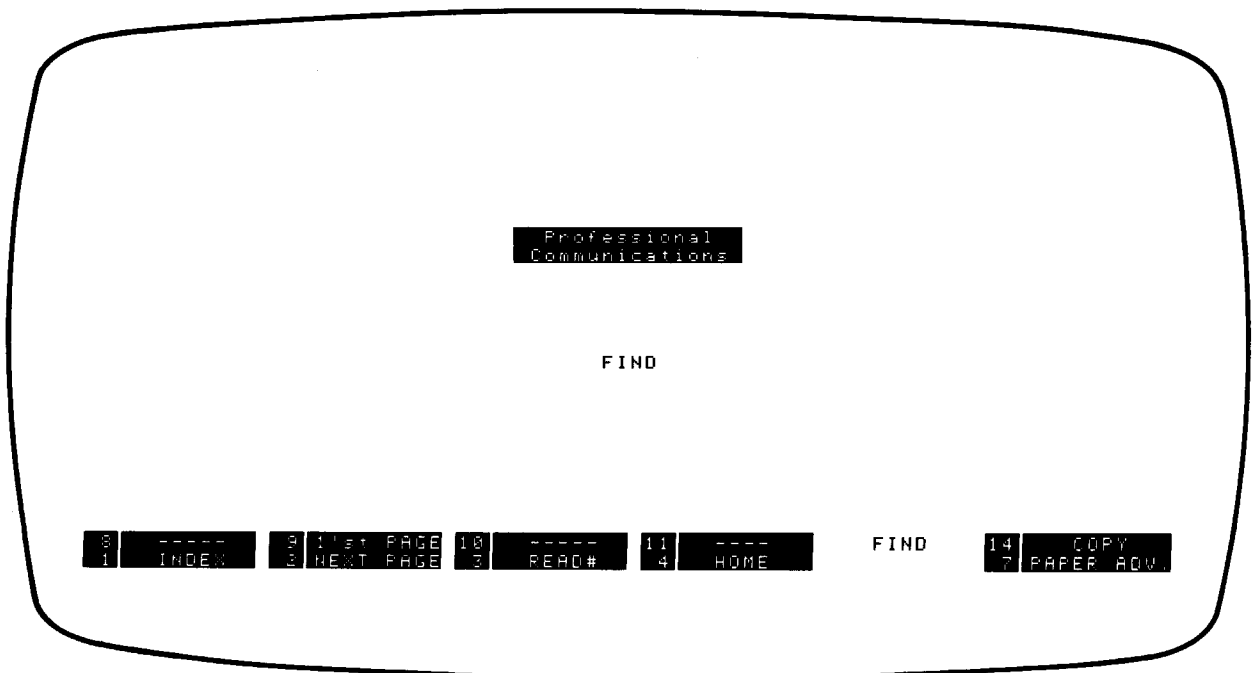 Professional
Communications
FIND
8 ----- 9 1'st PAGE 10 ----- 11 ---- FIND 14 COPY
1 INDEX 2 NEXT PAGE 3 READ# 4 HOME 7 PAPER ADV.